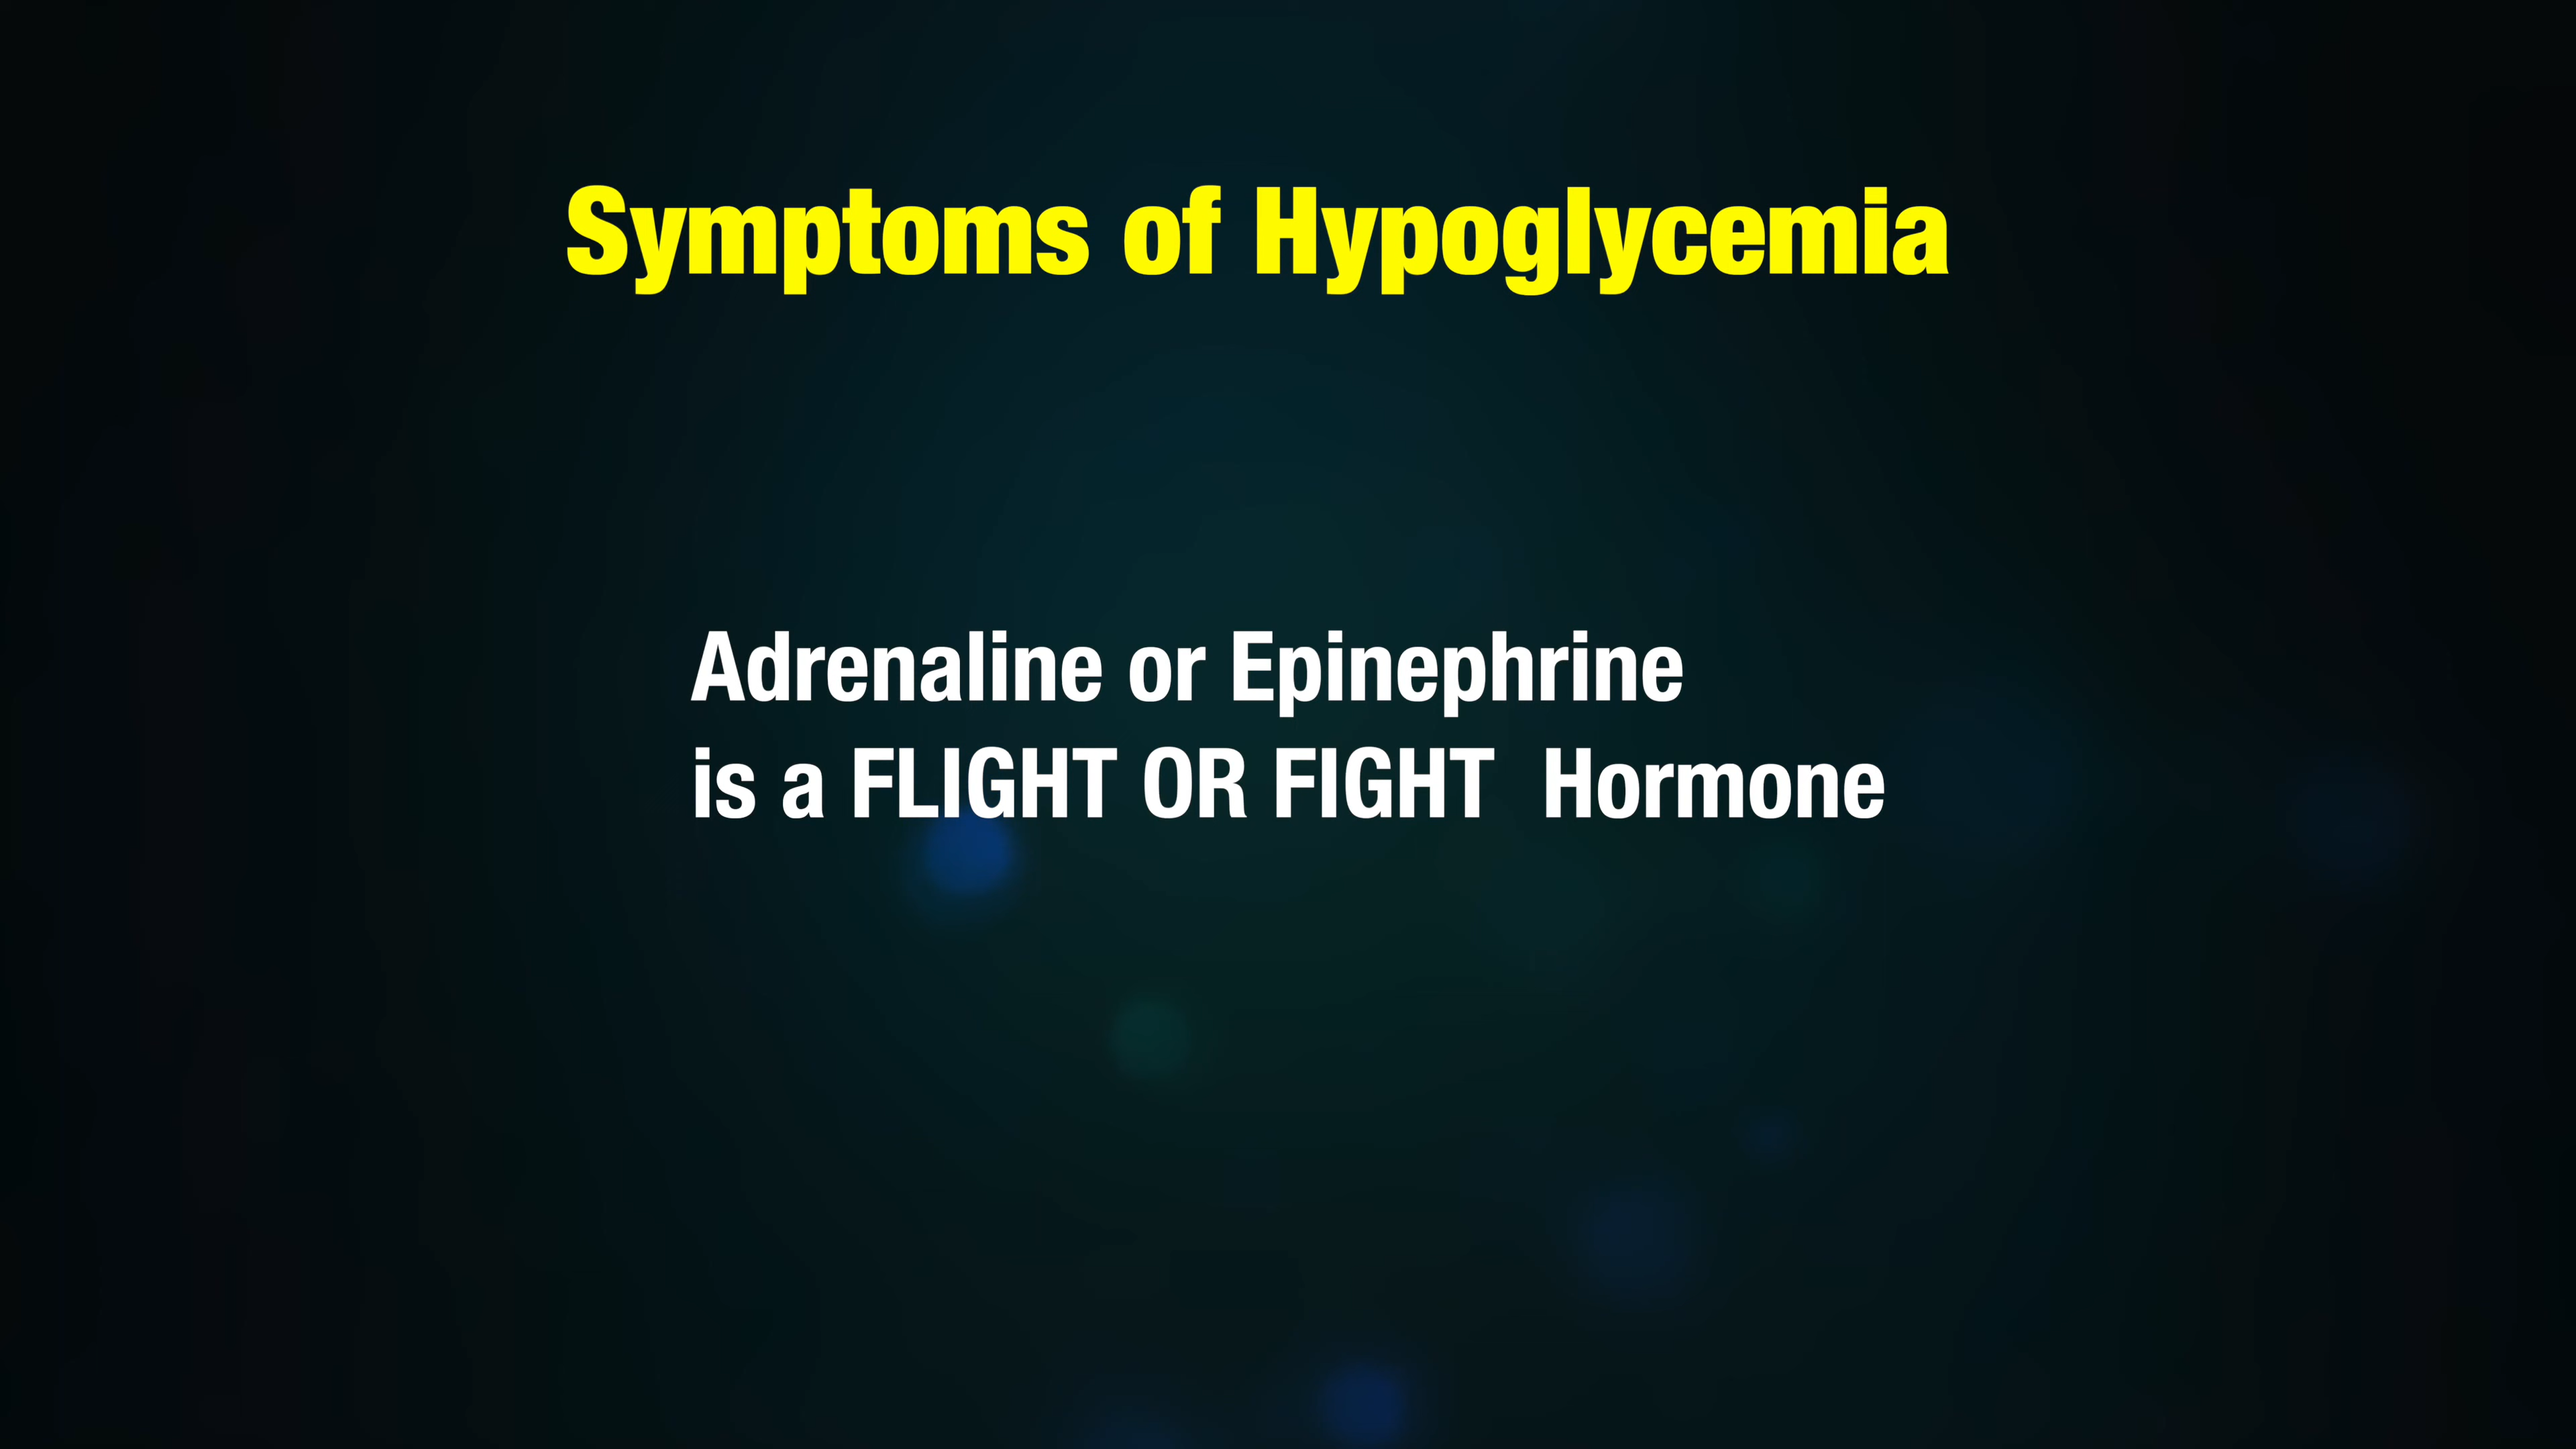 Symptoms of Hypoglycemia
Adrenaline or Epinephrine
is a FLIGHT OR FIGHT  Hormone